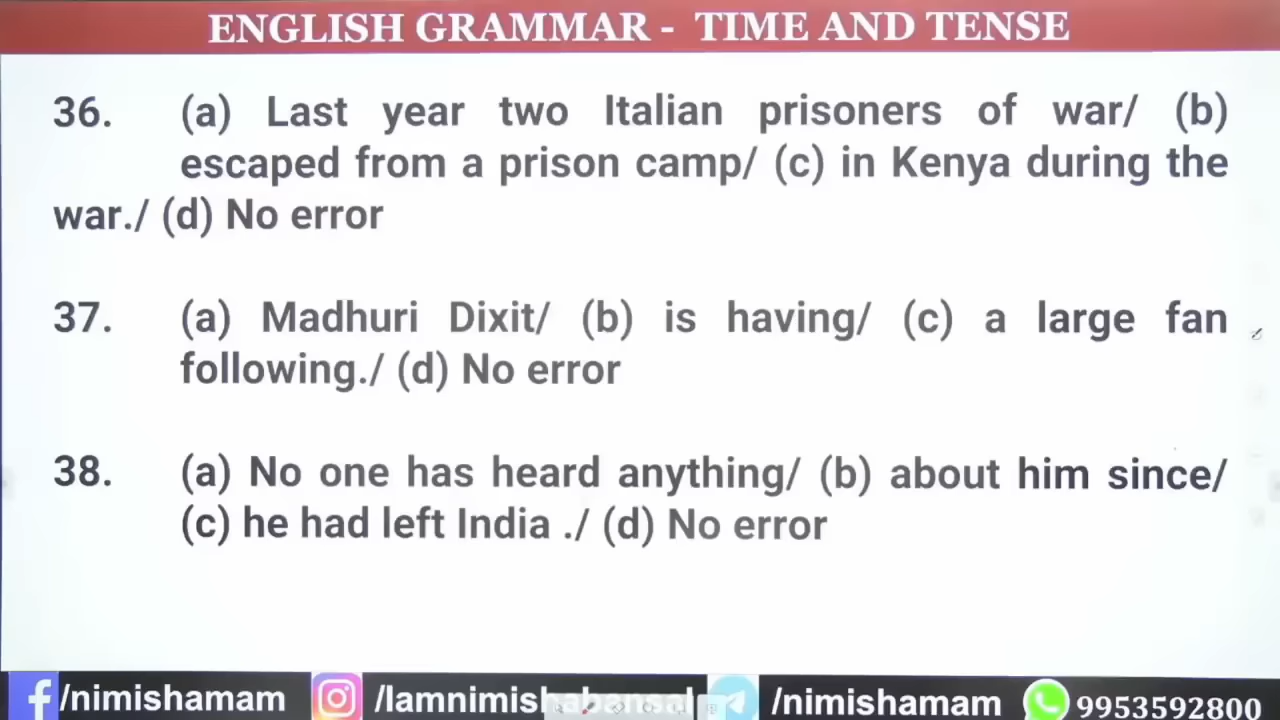 ENGLISH GRAMMAR - TIME AND TENSE
36. (a) Last year two Italian prisoners of war/ (b)
escaped from a prison camp/ (c) in Kenya during the
war./ (d) No error
37. (a) Madhuri Dixit/ (b) is having/ (c) a large fan
following./ (d) No error
38. (a) No one has heard anything/ (b) about him since/
(c) he had left India ./ (d) No error
/nimishamam /Iamnimishabansal /nimishamam 9953592800